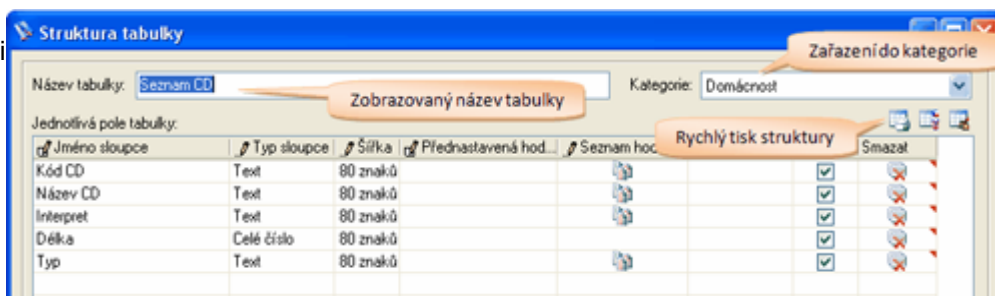 i
Struktura tabulky
Zařazení do kategorie
Název tabulky: Seznam CD Kategorie: Domácnost
Zobrazovaný název tabulky
Rychlý tisk struktury
Jednotlivá pole tabulky:
Jméno sloupce Typ sloupce Šířka Přednastavená hod... Seznam hod Smazat
Kód CD Text 80 znaků
Název CD Text 80 znaků
Interpret Text 80 znaků
Délka Celé číslo 80 znaků
Typ Text 80 znaků